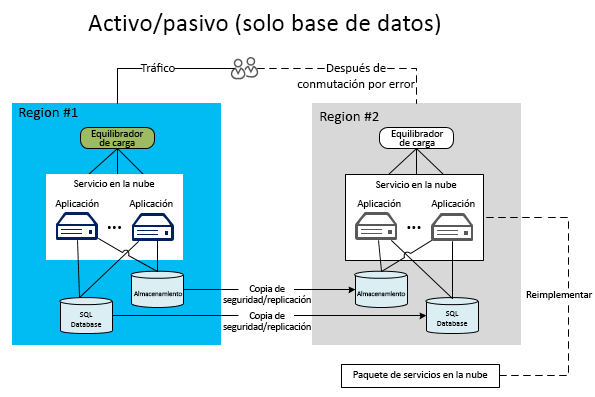 Activo/pasivo (solo base de datos)
Tráfico
Después de
conmutación por error
Region #1
Equilibrador
de carga
Servicio en la nube
Aplicación
Aplicación
...
Almacenamiento
SQL
Database
Copia de
seguridad/replicación
Copia de
seguridad/replicación
Region #2
Equilibrador
de carga
Servicio en la nube
Aplicación
Aplicación
...
Almacenamiento
SQL
Database
Reimplementar
Paquete de servicios en la nube